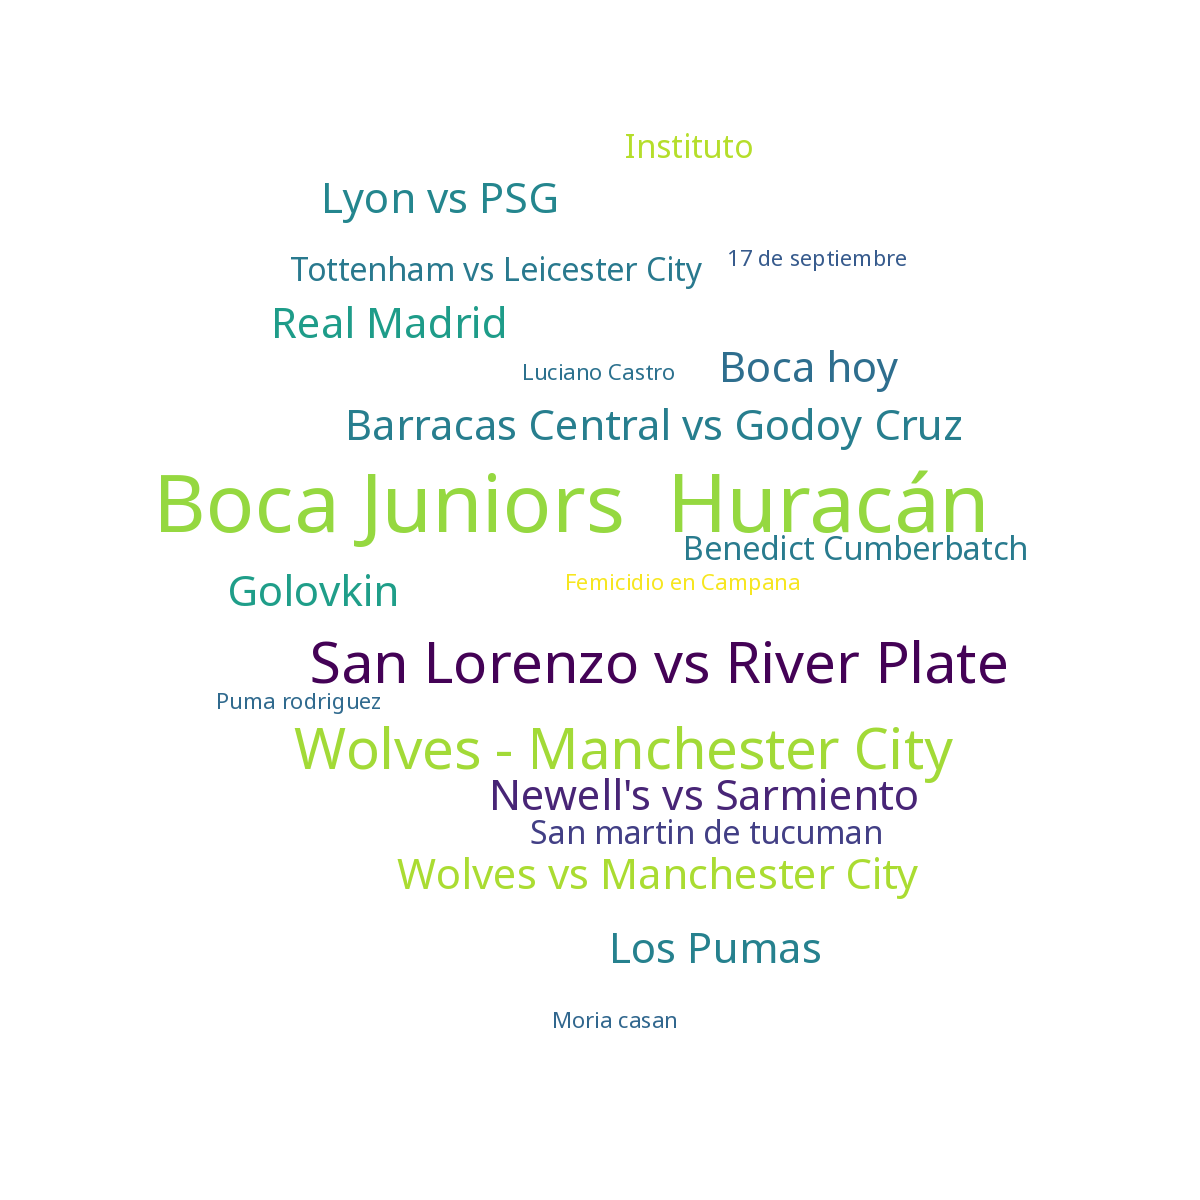 Instituto
Lyon vs PSG
17 de septiembre
Tottenham vs Leicester City
Real Madrid
Boca hoy
Luciano Castro
Barracas Central vs Godoy Cruz
Boca Juniors Huracán
Benedict Cumberbatch
Femicidio en Campana
Golovkin
San Lorenzo vs River Plate
Puma rodriguez
Wolves - Manchester City
Newell's vs Sarmiento
San martin de tucuman
Wolves vs Manchester City
Los Pumas
Moria casan